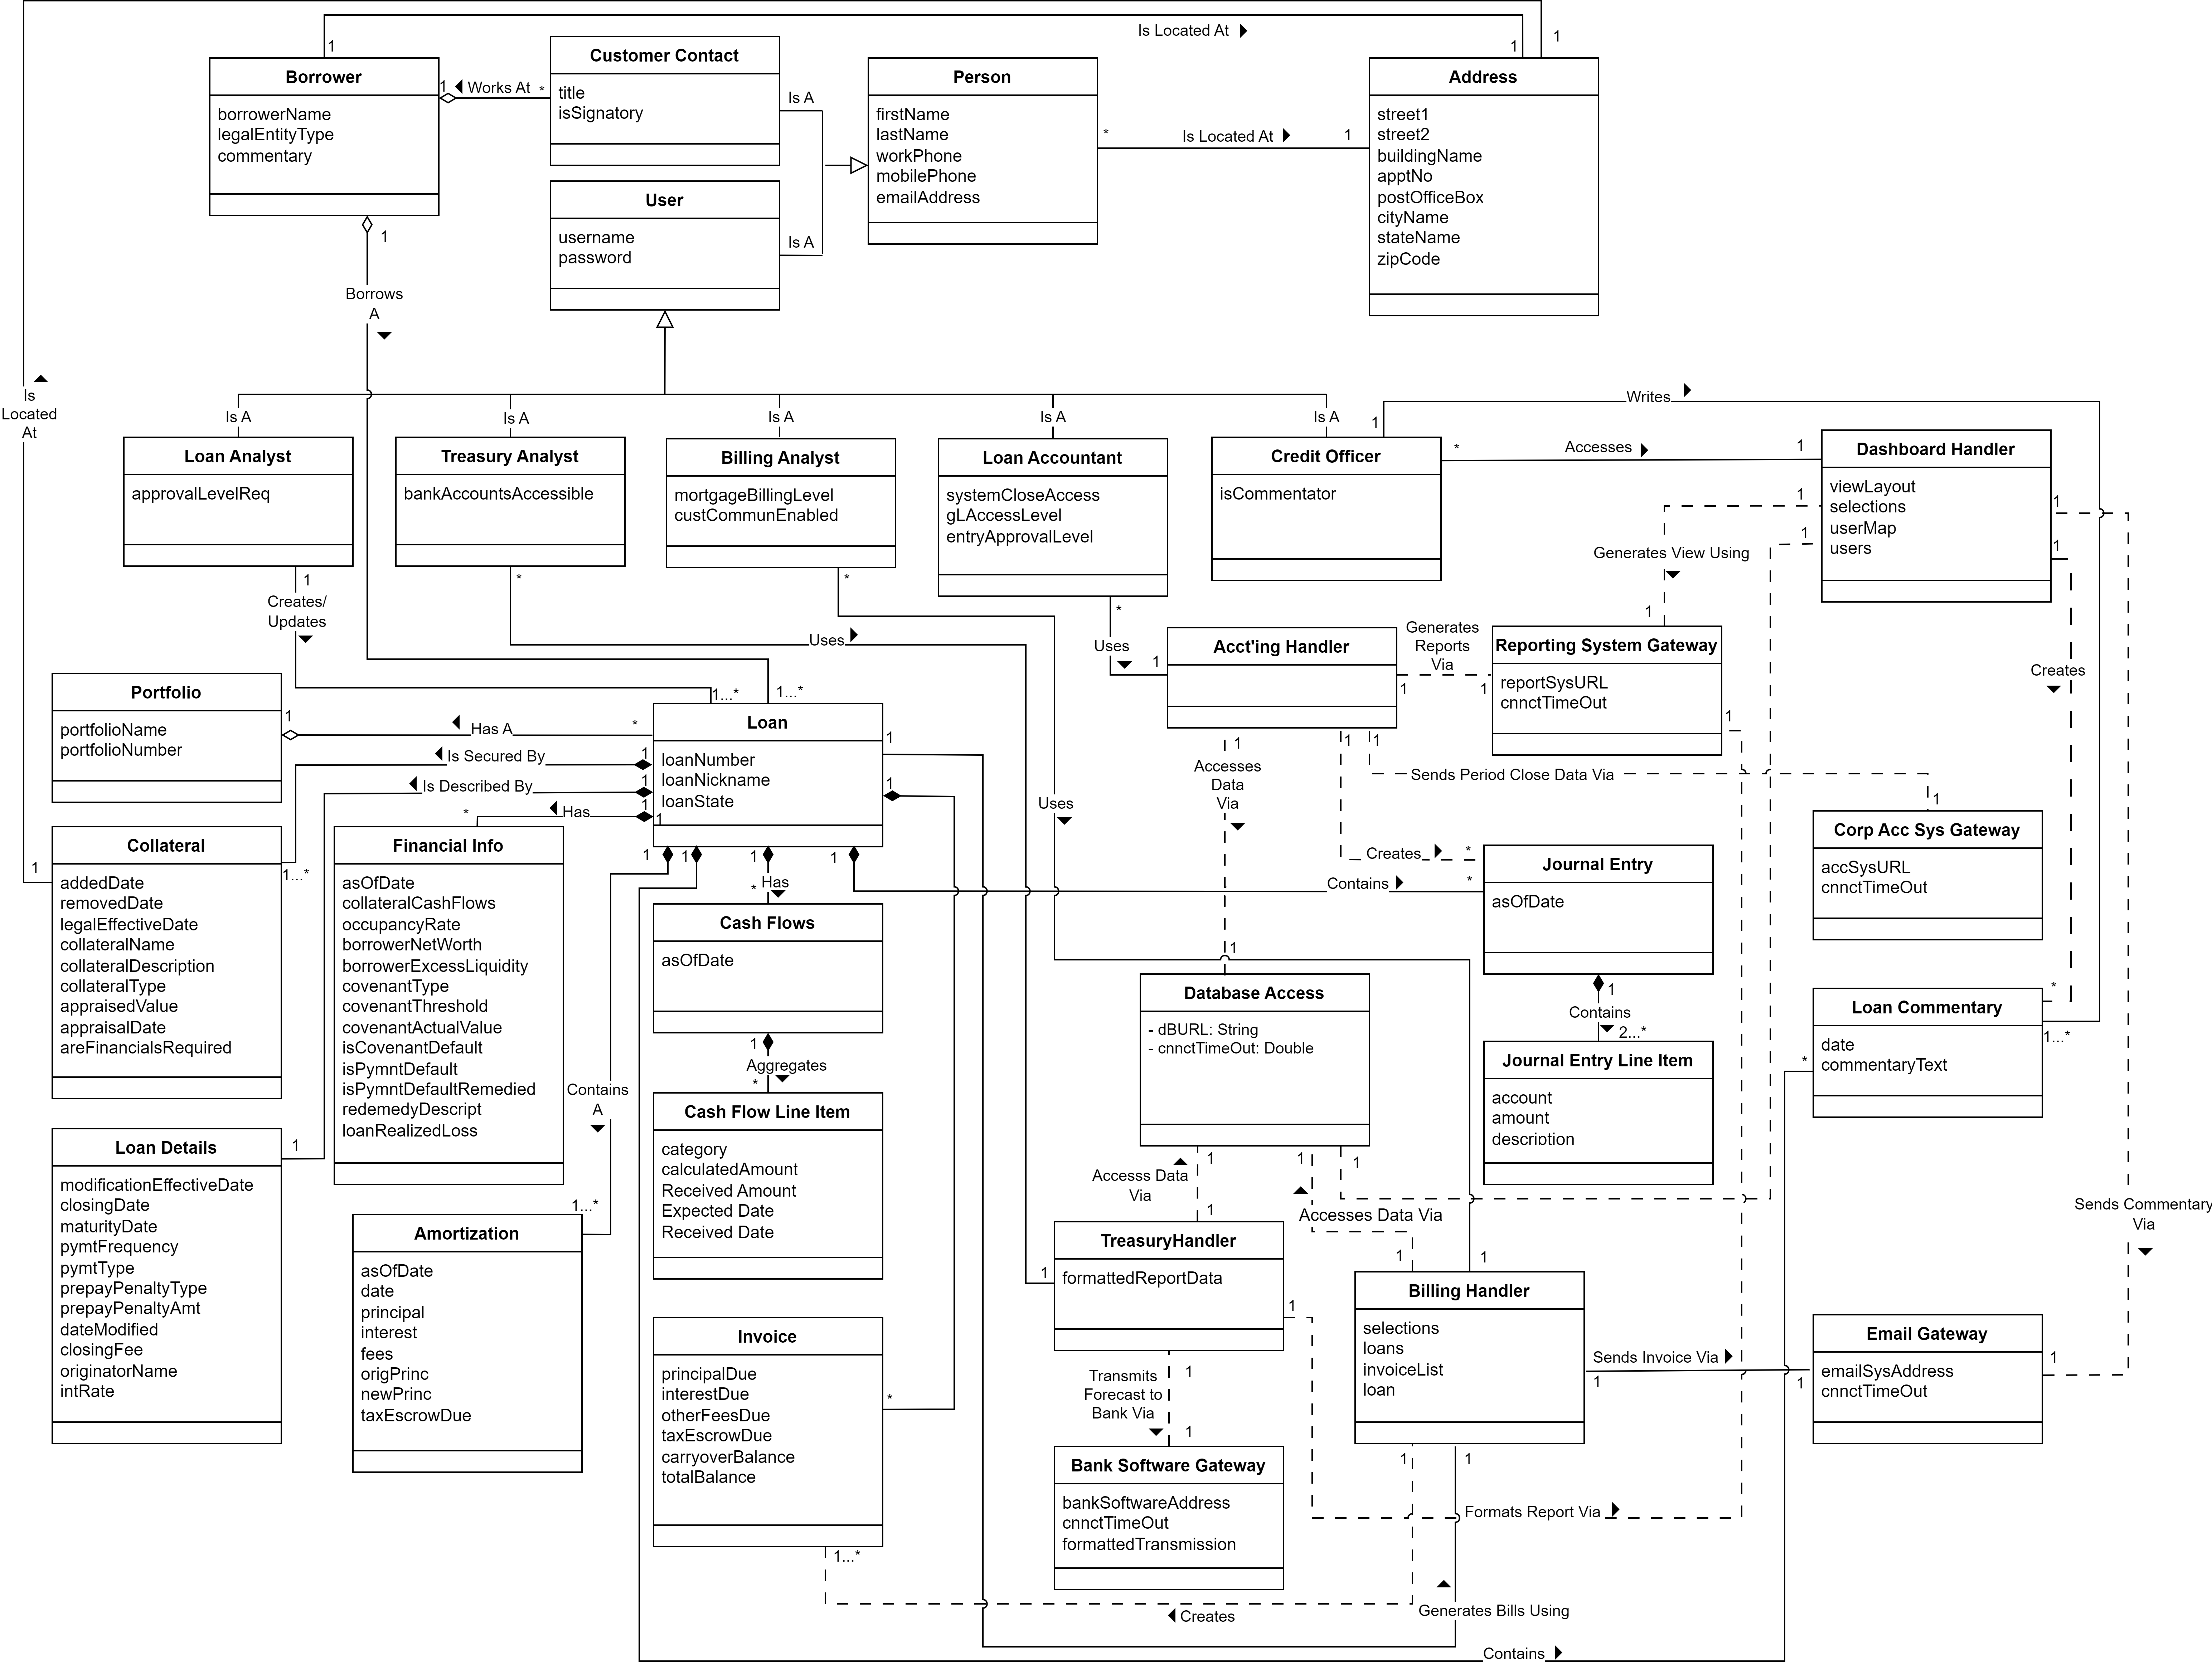 Is Located At
1
1
1
Borrower
borrowerName
legalEntityType
commentary
1
Works At
*
Customer Contact
title
isSignatory
Is A
User
username
password
Is A
Person
firstName
lastName
workPhone
mobilePhone
emailAddress
*
Is Located At
1
Address
street1
street2
buildingName
apptNo
postOfficeBox
cityName
stateName
zipCode
1
Borrows
A
Is
Located
At
Is A
Is A
Is A
Is A
Is A
Writes
1
Loan Analyst
approvalLevelReq
Treasury Analyst
bankAccountsAccessible
Billing Analyst
mortgageBillingLevel
custCommunEnabled
Loan Accountant
systemCloseAccess
gLAccessLevel
entryApprovalLevel
Credit Officer
isCommentator
*
Accesses
1
Dashboard Handler
viewLayout
selections
userMap
users
1
1
1
1
Generates View Using
1
1
Creates/
Updates
*
*
*
Uses
Uses
1
Acct'ing Handler
Generates
Reports
Via
1
1
Reporting System Gateway
reportSysURL
cnnctTimeOut
1
Creates
Portfolio
portfolioName
portfolioNumber
1
Has A
*
1...*
1...*
Loan
loanNumber
loanNickname
loanState
1
1
Is Secured By
1
Is Described By
1
Has
1
1
*
1
1
1
1
1
Accesses
Data
Via
1
1
1
Sends Period Close Data Via
1
Corp Acc Sys Gateway
accSysURL
cnnctTimeOut
Uses
1
Collateral
addedDate
removedDate
legalEffectiveDate
collateralName
collateralDescription
collateralType
appraisedValue
appraisalDate
areFinancialsRequired
1...*
Financial Info
asOfDate
collateralCashFlows
occupancyRate
borrowerNetWorth
borrowerExcessLiquidity
covenantType
covenantThreshold
covenantActualValue
isCovenantDefault
isPymntDefault
isPymntDefaultRemedied
redemedyDescript
loanRealizedLoss
Has
*
Cash Flows
asOfDate
1
Aggregates
*
Cash Flow Line Item
category
calculatedAmount
Received Amount
Expected Date
Received Date
Creates
*
Contains
*
Journal Entry
asOfDate
1
Contains
2...*
Journal Entry Line Item
account
amount
description
1
Database Access
- dBURL: String
- cnnctTimeOut: Double
*
Loan Commentary
date
commentaryText
1...*
*
Contains
A
1...*
Loan Details
modificationEffectiveDate
closingDate
maturityDate
pymtFrequency
pymtType
prepayPenaltyType
prepayPenaltyAmt
dateModified
closingFee
originatorName
intRate
1
Amortization
asOfDate
date
principal
interest
fees
origPrinc
newPrinc
taxEscrowDue
Accesss Data
Via
1
1
1
1
Accesses Data Via
1
1
Sends Commentary
Via
TreasuryHandler
formattedReportData
1
1
Billing Handler
selections
loans
invoiceList
loan
Sends Invoice Via
1
1
Email Gateway
emailSysAddress
cnnctTimeOut
1
Invoice
principalDue
interestDue
otherFeesDue
taxEscrowDue
carryoverBalance
totalBalance
*
1...*
Transmits
Forecast to
Bank Via
1
1
Bank Software Gateway
bankSoftwareAddress
cnnctTimeOut
formattedTransmission
1
1
Formats Report Via
Creates
Generates Bills Using
Contains